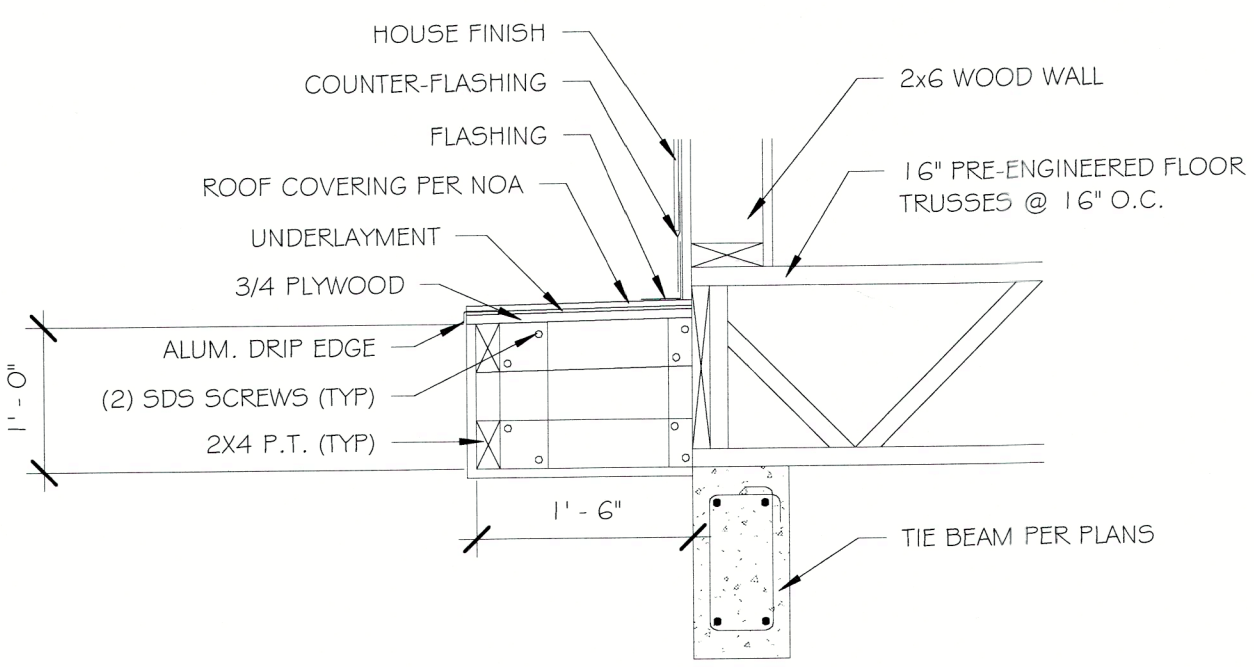 HOUSE FINISH
COUNTER-FLASHING
FLASHING
ROOF COVERING PER NOA
UNDERLAYMENT
3/4 PLYWOOD
ALUM. DRIP EDGE
(2) SDS SCREWS (TYP)
2X4 P.T. (TYP)
1' - 0"
1' - 6"
2x6 WOOD WALL
16" PRE-ENGINEERED FLOOR
TRUSSES @ 16" O.C.
TIE BEAM PER PLANS